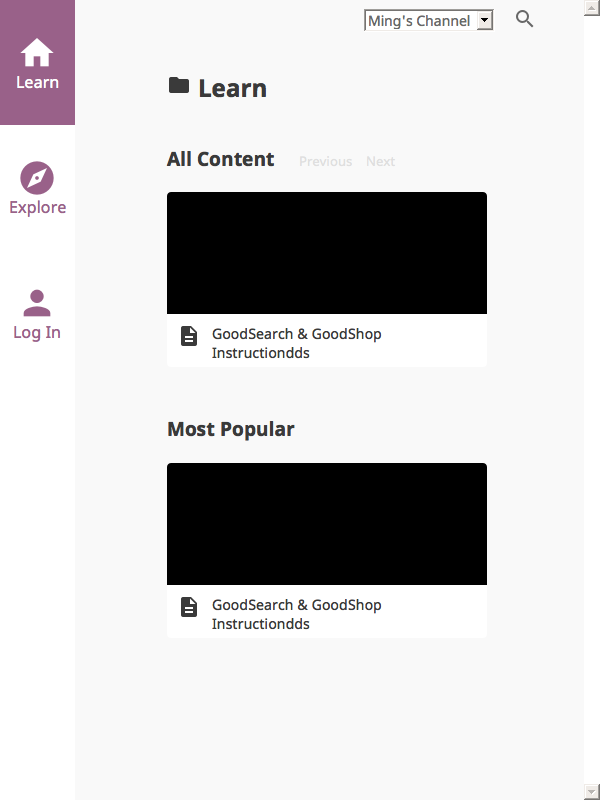 Learn
Explore
Log In
Ming's Channel
Learn
All Content
Previous Next
GoodSearch & GoodShop
Instructiondds
Most Popular
GoodSearch & GoodShop
Instructiondds